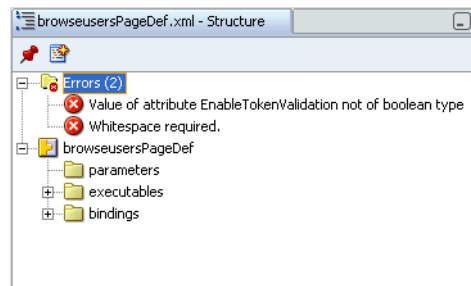 browseusersPageDef.xml - Structure
Errors (2)
Value of attribute EnableTokenValidation not of boolean type
Whitespace required.
browseusersPageDef
parameters
executables
bindings